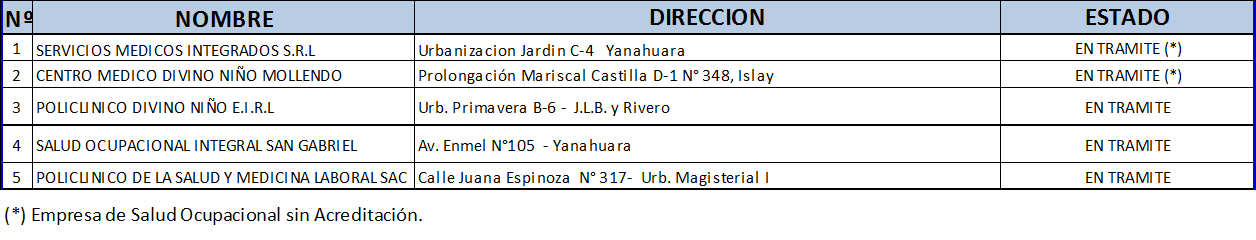 Nº NOMBRE DIRECCION ESTADO
1 SERVICIOS MEDICOS INTEGRADOS S.R.L Urbanizacion Jardin C-4 Yanahuara EN TRAMITE (*)
2 CENTRO MEDICO DIVINO NIÑO MOLLENDO Prolongación Mariscal Castilla D-1 N° 348, Islay EN TRAMITE (*)
3 POLICLINICO DIVINO NIÑO E.I.R.L Urb. Primavera B-6 - J.L.B. y Rivero EN TRAMITE
4 SALUD OCUPACIONAL INTEGRAL SAN GABRIEL Av. Enmel N°105 - Yanahuara EN TRAMITE
5 POLICLINICO DE LA SALUD Y MEDICINA LABORAL SAC Calle Juana Espinoza N° 317- Urb. Magisterial I EN TRAMITE
(*) Empresa de Salud Ocupacional sin Acreditación.